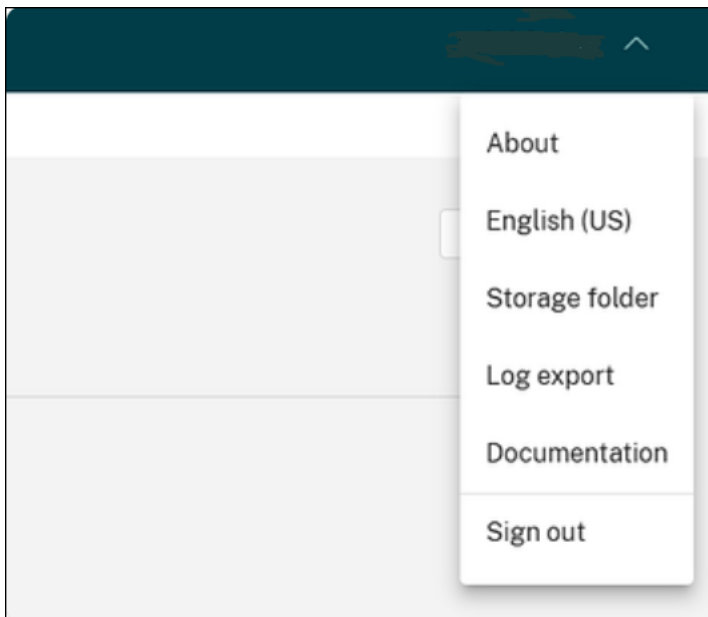 About
English (US)
Storage folder
Log export
Documentation
Sign out